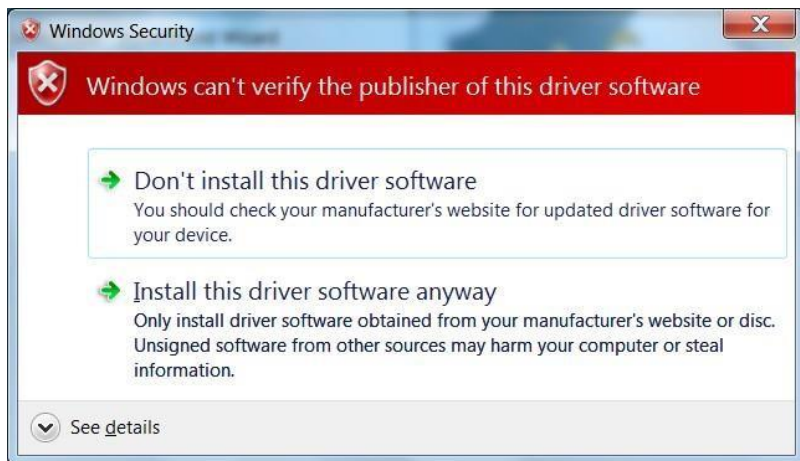 Windows Security
Windows can't verify the publisher of this driver software
Don't install this driver software
You should check your manufacturer's website for updated driver software for
your device.
Install this driver software anyway
Only install driver software obtained from your manufacturer's website or disc.
Unsigned software from other sources may harm your computer or steal
information.
See details